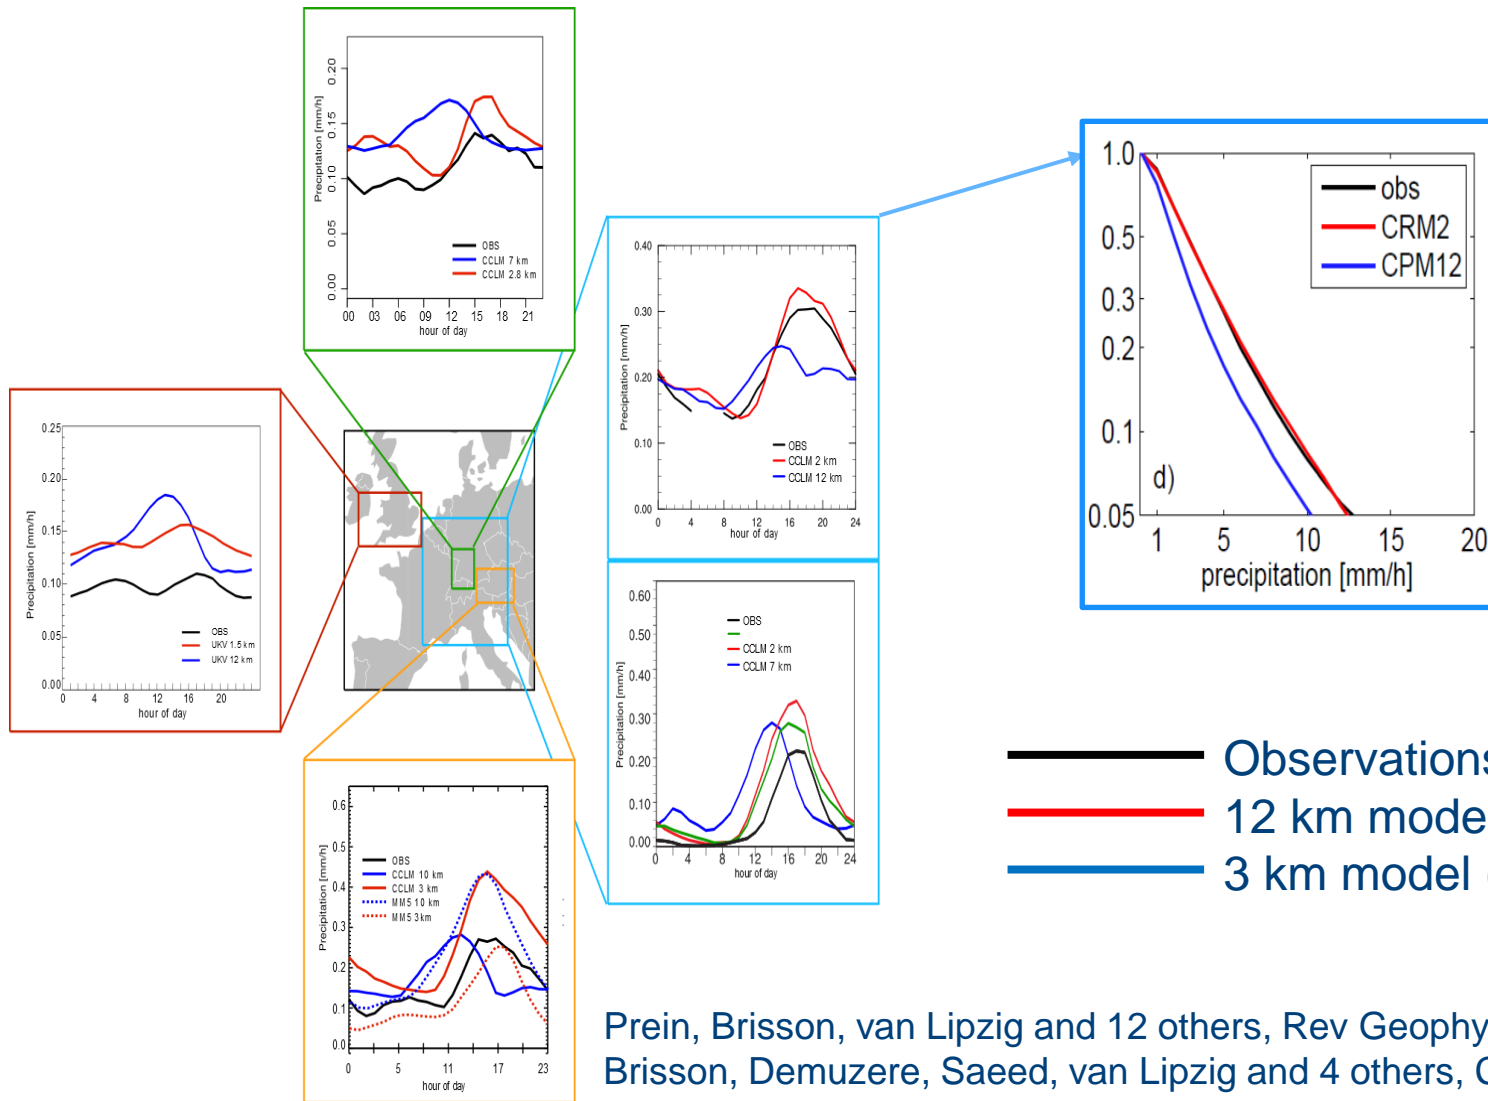 0.20
0.15
0.10
0.05
0.00
Precipitation [mm/h]
OBS
CCLM 7 km
CCLM 2.8 km
00 03 06 09 12 15 18 21
hour of day
0.25
0.20
0.15
0.10
0.05
0.00
Precipitation [mm/h]
OBS
UKV 1.5 km
UKV 12 km
0 4 8 12 16 20
hour of day
0.40
0.30
0.20
0.10
0.00
Precipitation [mm/h]
OBS
CCLM 2 km
CCLM 12 km
0 4 8 12 16 20 24
hour of day
0.60
0.50
0.40
0.30
0.20
0.10
0.00
Precipitation [mm/h]
OBS
CCLM 2 km
CCLM 7 km
0 4 8 12 16 20 24
hour of day
0.6
0.5
0.4
0.3
0.2
0.1
0.0
Precipitation [mm/h]
OBS
CCLM 10 km
CCLM 3 km
MM5 10 km
MM5 3km
0 5 11 17 23
hour of day
1.0
0.5
0.3
0.2
0.1
0.05
obs
CRM2
CPM12
d)
1 5 10 15 20
precipitation [mm/h]
Observations
12 km mode
3 km model (
Prein, Brisson, van Lipzig and 12 others, Rev Geophy
Brisson, Demuzere, Saeed, van Lipzig and 4 others, C